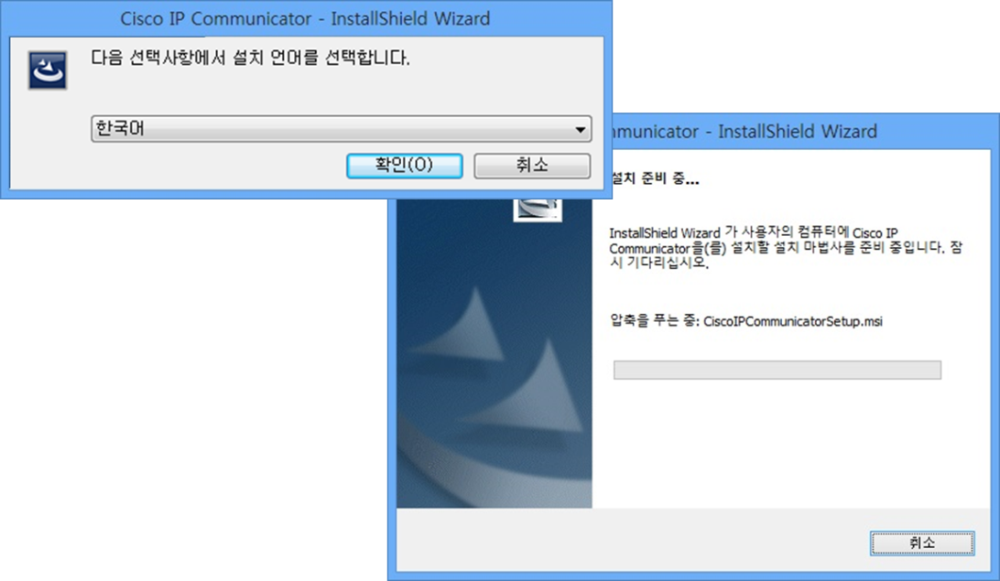 Cisco IP Communicator - InstallShield Wizard
다음 선택사항에서 설치 언어를 선택합니다.
한국어
확인(O)
취소
mmunicator - InstallShield Wizard
설치 준비 중...
InstallShield Wizard 가 사용자의 컴퓨터에 Cisco IP
Communicator을(를) 설치할 설치 마법사를 준비 중입니다. 잠
시 기다리십시오.
압축을 푸는 중: CiscoIPCommunicatorSetup.msi
취소